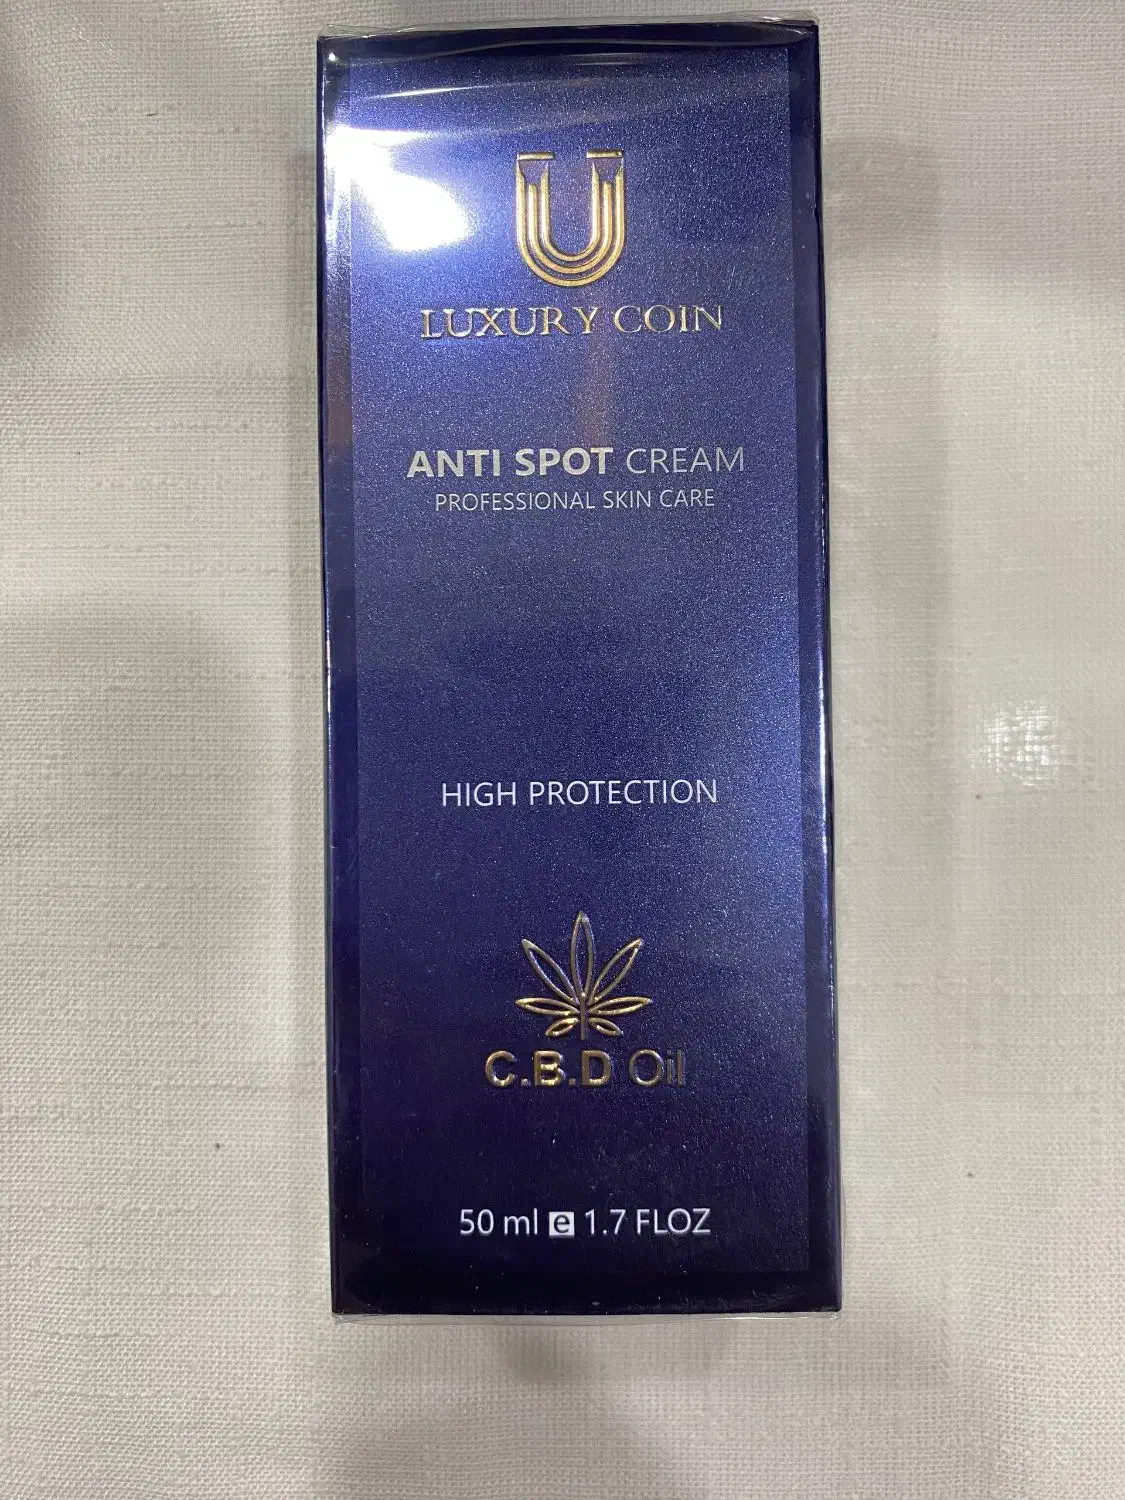 LUXURY COIN
ANTI SPOT CREAM
PROFESSIONAL SKIN CARE
HIGH PROTECTION
C.B.D Oil
50 ml e 1.7 FLOZ